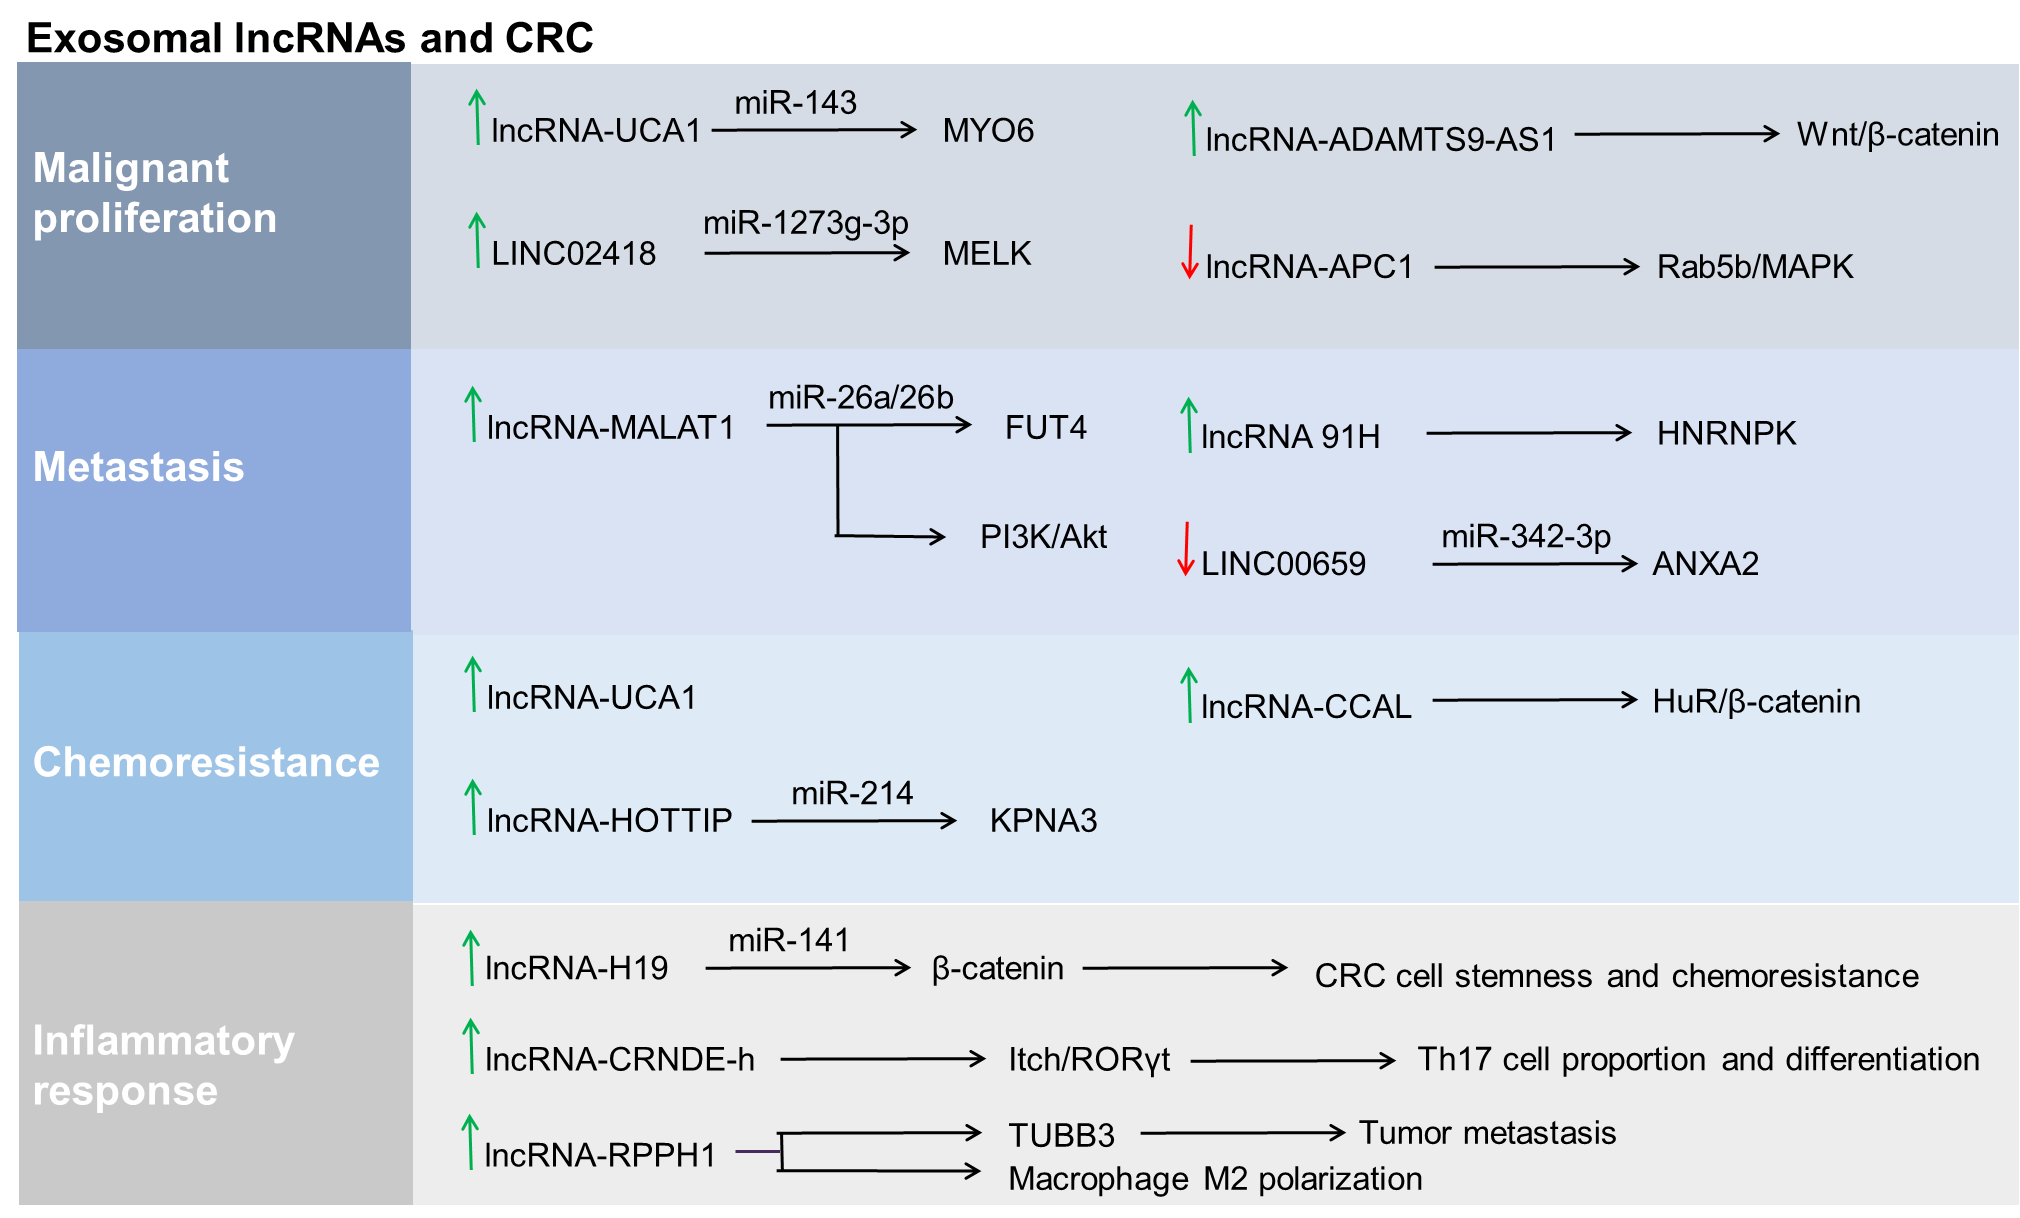 Exosomal lncRNAs and CRC
Malignant
proliferation
lncRNA-UCA1
miR-143
MYO6
lncRNA-ADAMTS9-AS1
Wnt/β-catenin
LINC02418
miR-1273g-3p
MELK
lncRNA-APC1
Rab5b/MAPK
Metastasis
lncRNA-MALAT1
miR-26a/26b
FUT4
PI3K/Akt
lncRNA 91H
HNRNPK
LINC00659
miR-342-3p
ANXA2
Chemoresistance
lncRNA-UCA1
lncRNA-CCAL
HuR/β-catenin
lncRNA-HOTTIP
miR-214
KPNA3
Inflammatory
response
lncRNA-H19
miR-141
β-catenin
CRC cell stemness and chemoresistance
lncRNA-CRNDE-h
Itch/RORγt
Th17 cell proportion and differentiation
lncRNA-RPPH1
TUBB3
Tumor metastasis
Macrophage M2 polarization